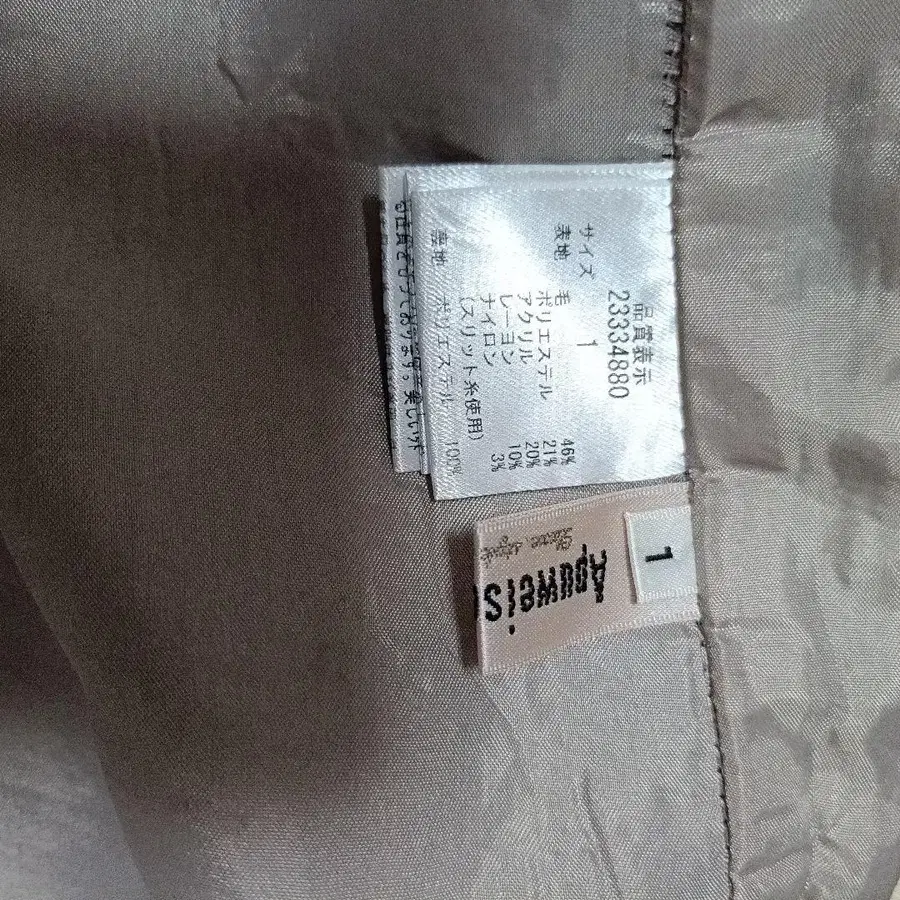 品質表示
23334880
サイズ 1
表地 毛 46%
ポリエステル 21%
アクリル 20%
レーヨン 10%
ナイロン 3%
(スリット糸使用)
裏地 ポリエステル 100%
1
Apuweis